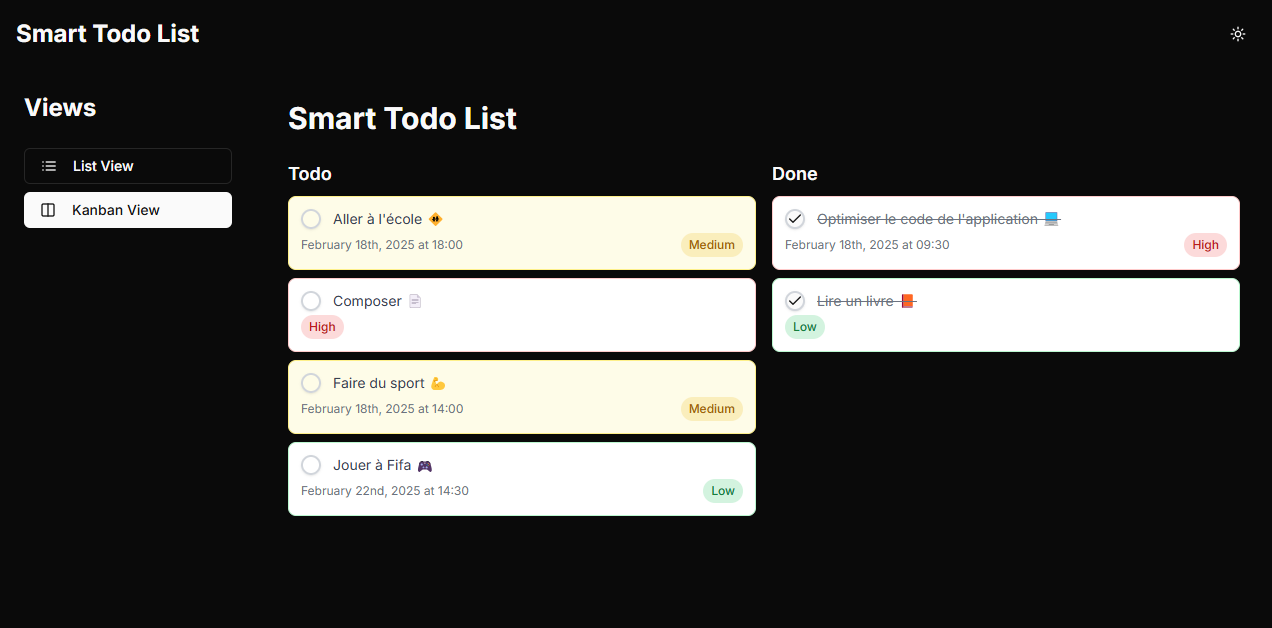 Smart Todo List
Views
List View
Kanban View
Smart Todo List
Todo
Aller à l'école 🚸
February 18th, 2025 at 18:00
Medium
Composer 📄
High
Faire du sport 💪
February 18th, 2025 at 14:00
Medium
Jouer à Fifa 🎮
February 22nd, 2025 at 14:30
Low
Done
Optimiser le code de l'application 💻
February 18th, 2025 at 09:30
High
Lire un livre 📕
Low